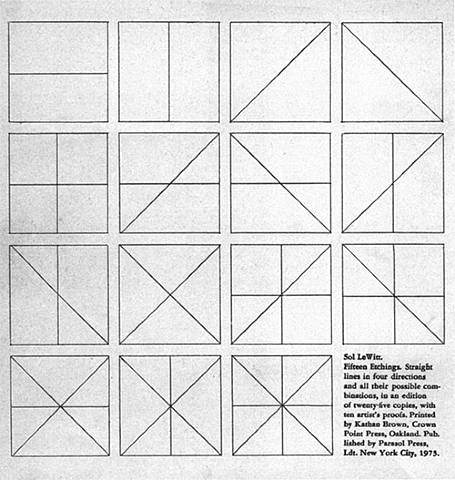 Sol LeWitt.
Fifteen Etchings. Straight
lines in four directions
and all their possible com-
binations, in an edition
of twenty-five copies, with
ten artist's proofs. Printed
by Kathan Brown, Crown
Point Press, Oakland. Pub.
lished by Parasol Press,
Ldt. New York City, 1973.